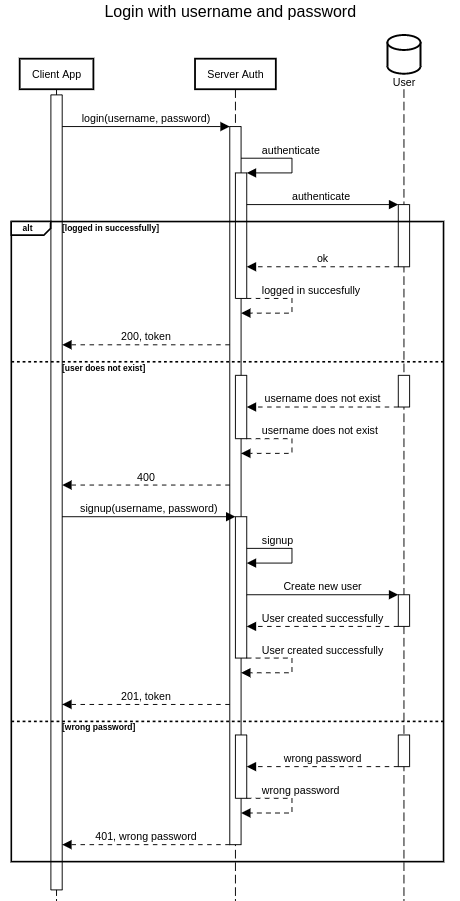 Login with username and password
Client App
Server Auth
User
login(username, password)
authenticate
authenticate
alt
[logged in successfully]
ok
logged in succesfully
200, token
[user does not exist]
username does not exist
username does not exist
400
signup(username, password)
signup
Create new user
User created successfully
User created successfully
201, token
[wrong password]
wrong password
wrong password
401, wrong password